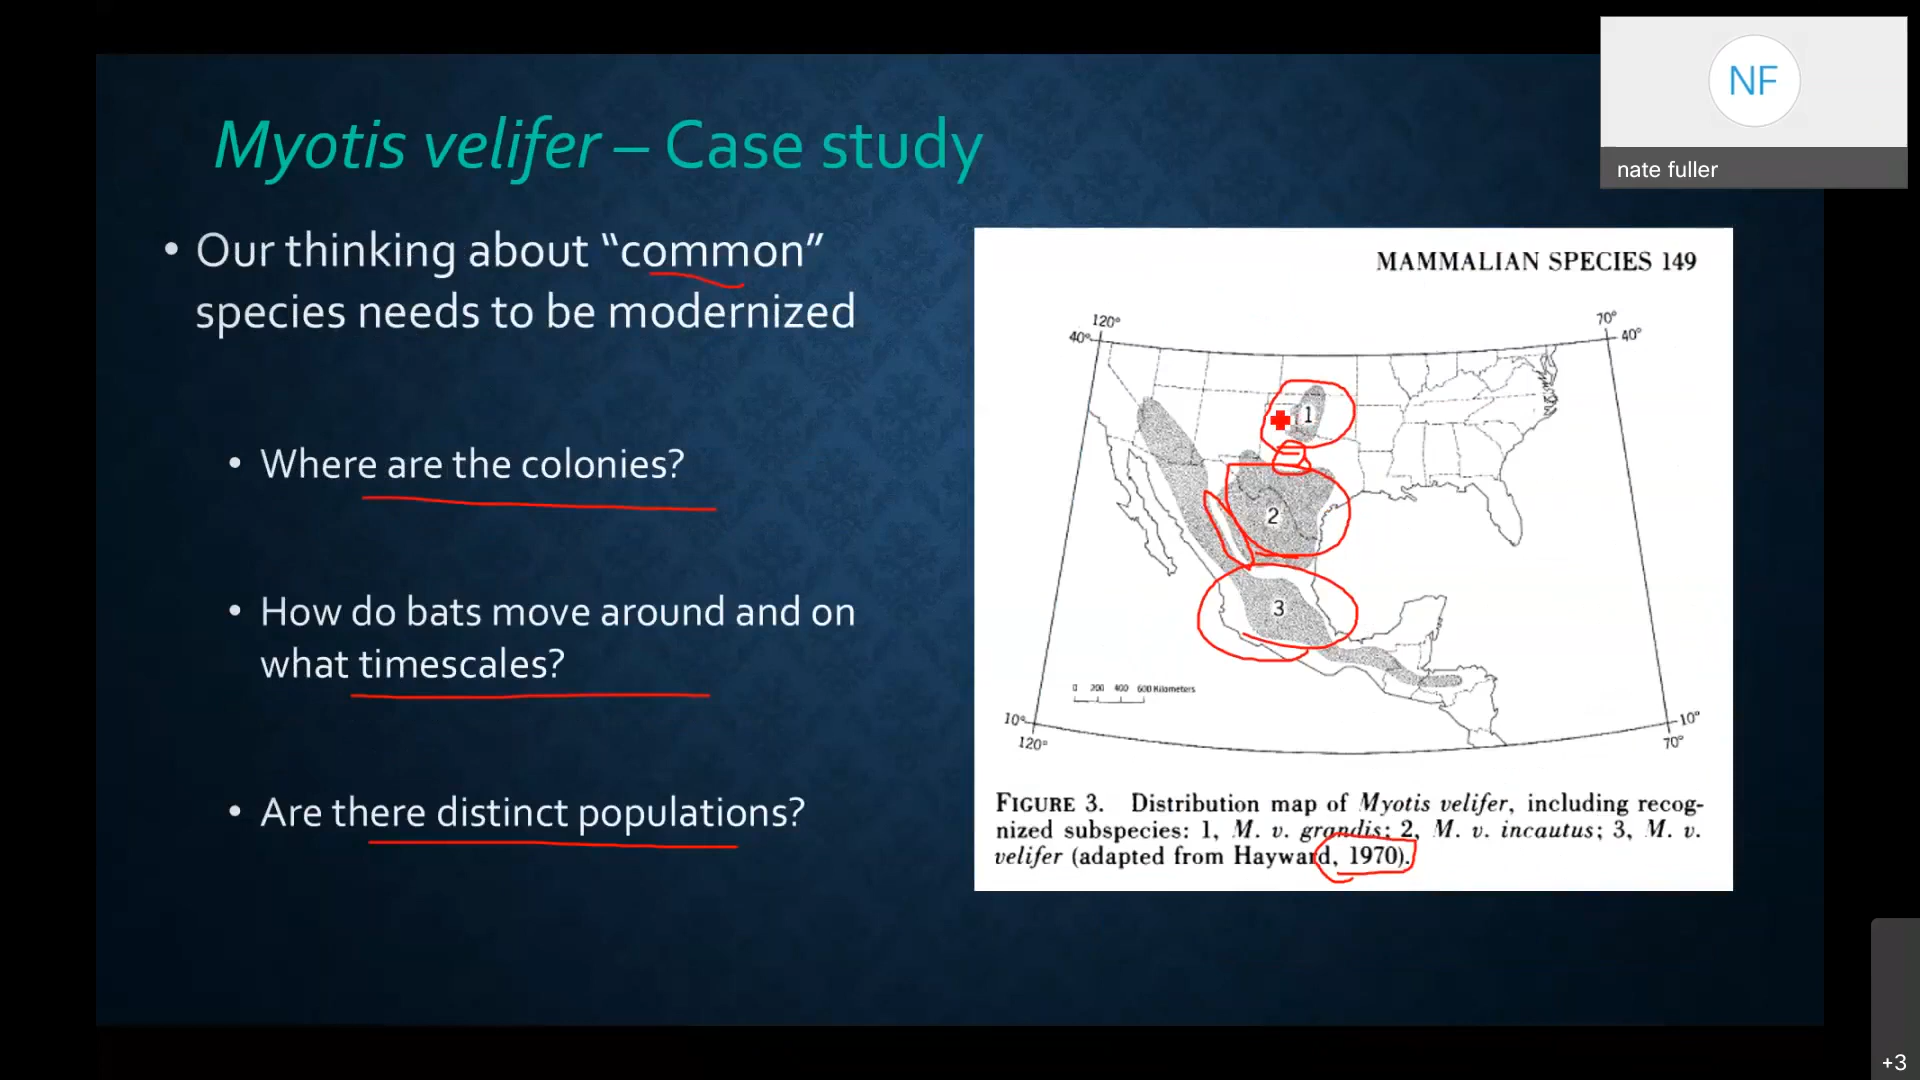 NF
nate fuller
Myotis velifer – Case study
• Our thinking about “common”
species needs to be modernized
• Where are the colonies?
• How do bats move around and on
what timescales?
• Are there distinct populations?
MAMMALIAN SPECIES 149
120°
70°
40°
40°
1
2
3
0 200 400 600 Kilometers
10°
10°
120°
70°
FIGURE 3. Distribution map of Myotis velifer, including recog-
nized subspecies: 1, M. v. grandis; 2, M. v. incautus; 3, M. v.
velifer (adapted from Hayward, 1970).
+3